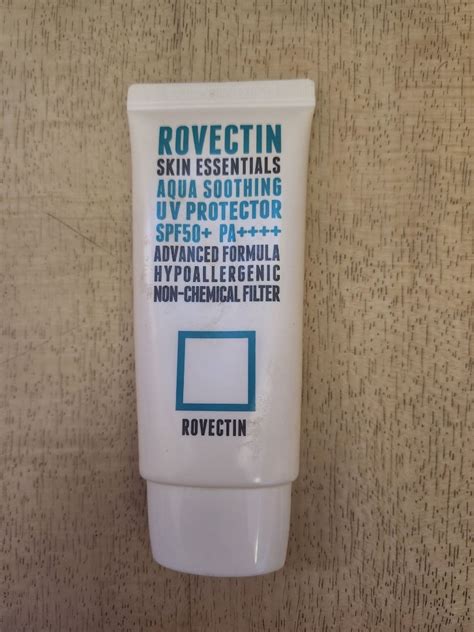 ROVECTIN
SKIN ESSENTIALS
AQUA SOOTHING
UV PROTECTOR
SPF50+ PA++++
ADVANCED FORMULA
HYPOALLERGENIC
NON-CHEMICAL FILTER
ROVECTIN